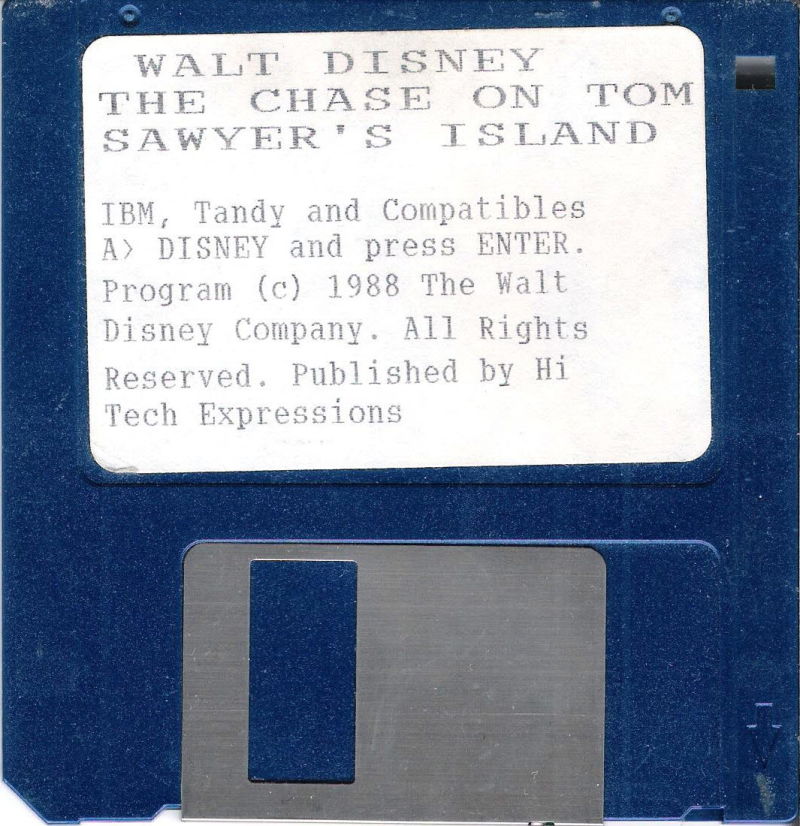 WALT DISNEY
THE CHASE ON TOM
SAWYER'S ISLAND
IBM, Tandy and Compatibles
A> DISNEY and press ENTER.
Program (c) 1988 The Walt
Disney Company. All Rights
Reserved. Published by Hi
Tech Expressions